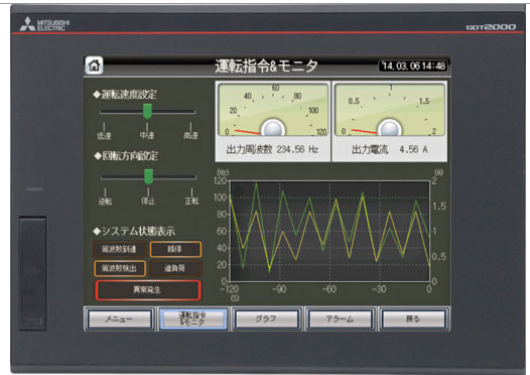 MITSUBISHI
ELECTRIC
GOT2000
運転指令&モニタ
'14.03.06 14:48
◆運転速度設定
低速 中速 高速
◆回転方向設定
逆転 停止 正転
◆システム状態表示
周波数到達 瞬停
周波数検出 過負荷
異常発生
0 20 40 60 80 100 120
出力周波数 234.56 Hz
0 0.5 1 1.5 2
出力電流 4.56 A
(Hz) (A)
120 2
100
80 1.5
60 1
40
20 0.5
0 0
-120 -90 -60 -30 0
(S)
メニュー
運転指令
&モニタ
グラフ
アラーム
戻る